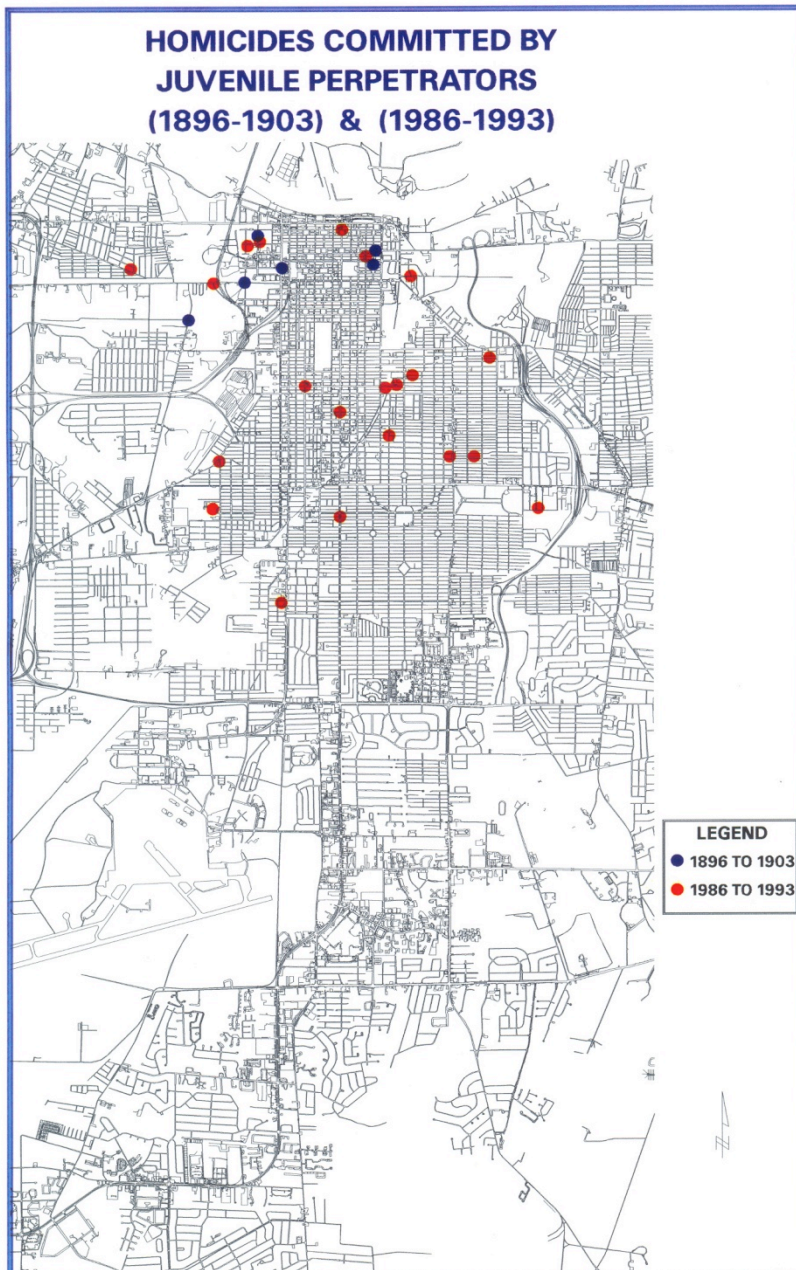 HOMICIDES COMMITTED BY
JUVENILE PERPETRATORS
(1896-1903) & (1986-1993)
LEGEND
1896 TO 1903
1986 TO 1993